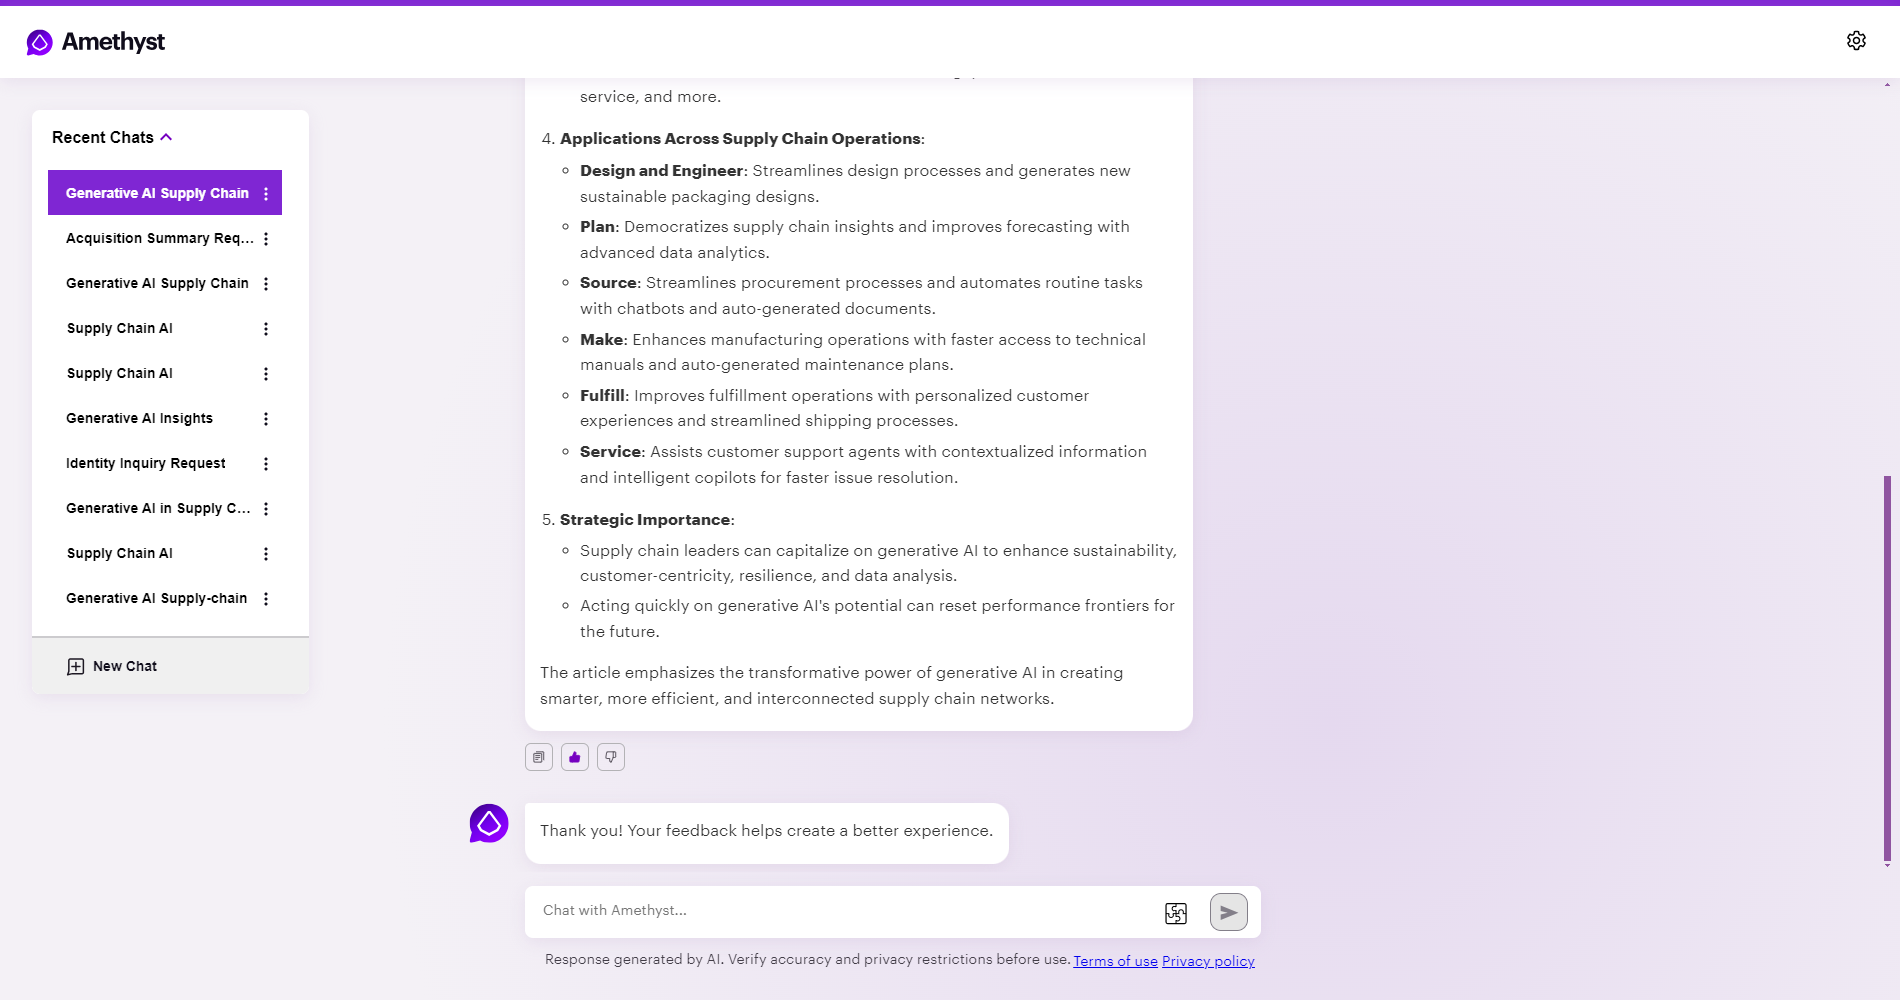 Amethyst
Recent Chats
Generative AI Supply Chain
Acquisition Summary Req...
Generative AI Supply Chain
Supply Chain AI
Supply Chain AI
Generative AI Insights
Identity Inquiry Request
Generative AI in Supply C...
Supply Chain AI
Generative AI Supply-chain
New Chat
service, and more.
4. Applications Across Supply Chain Operations:
Design and Engineer: Streamlines design processes and generates new
sustainable packaging designs.
Plan: Democratizes supply chain insights and improves forecasting with
advanced data analytics.
Source: Streamlines procurement processes and automates routine tasks
with chatbots and auto-generated documents.
Make: Enhances manufacturing operations with faster access to technical
manuals and auto-generated maintenance plans.
Fulfill: Improves fulfillment operations with personalized customer
experiences and streamlined shipping processes.
Service: Assists customer support agents with contextualized information
and intelligent copilots for faster issue resolution.
5. Strategic Importance:
Supply chain leaders can capitalize on generative AI to enhance sustainability,
customer-centricity, resilience, and data analysis.
Acting quickly on generative AI's potential can reset performance frontiers for
the future.
The article emphasizes the transformative power of generative AI in creating
smarter, more efficient, and interconnected supply chain networks.
Thank you! Your feedback helps create a better experience.
Chat with Amethyst...
Response generated by AI. Verify accuracy and privacy restrictions before use. Terms of use Privacy policy